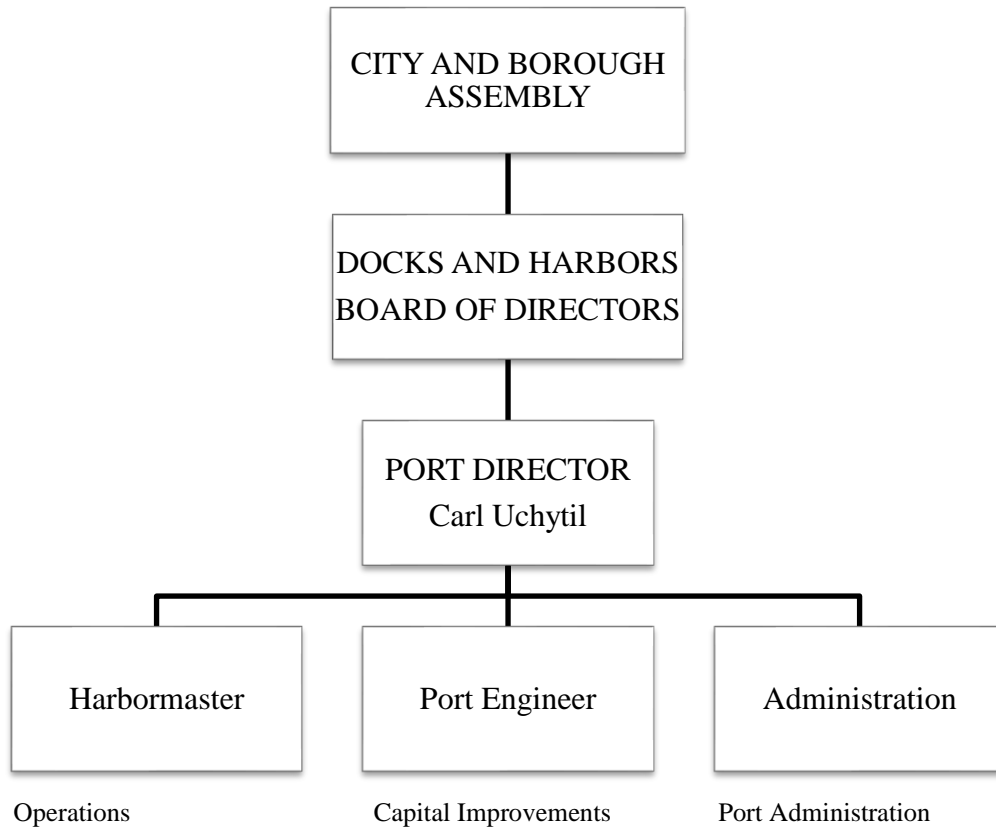 CITY AND BOROUGH
ASSEMBLY
DOCKS AND HARBORS
BOARD OF DIRECTORS
PORT DIRECTOR
Carl Uchytil
Harbormaster
Port Engineer
Administration
Operations
Capital Improvements
Port Administration